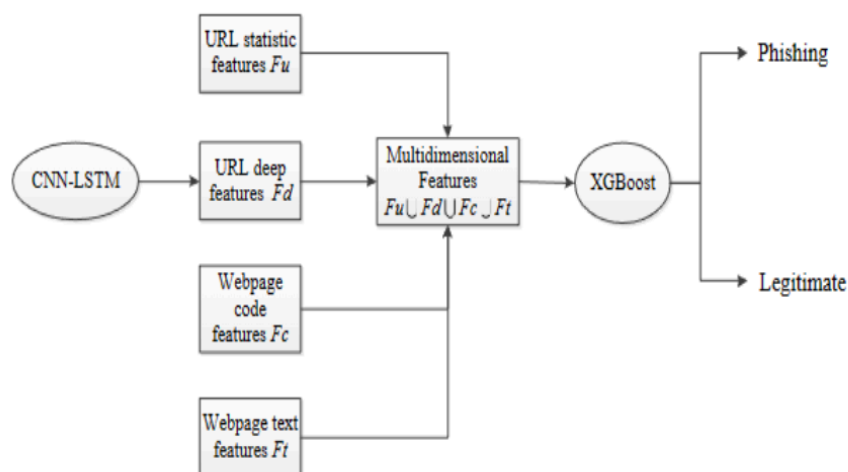 URL statistic
features Fu
Phishing
CNN-LSTM
URL deep
features Fd
Multidimensional
Features
Fu∪Fd∪Fc∪Ft
XGBoost
Webpage
code
features Fc
Legitimate
Webpage text
features Ft